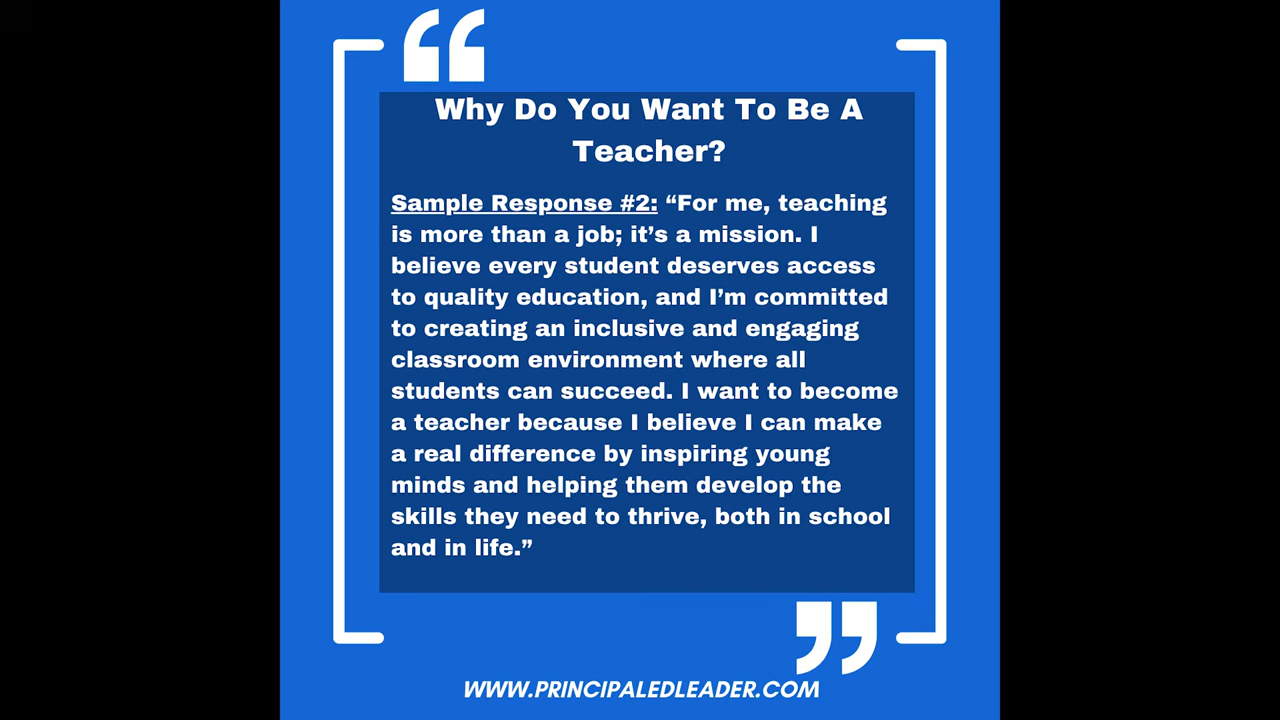 Why Do You Want To Be A
Teacher?
Sample Response #2: “For me, teaching
is more than a job; it’s a mission. I
believe every student deserves access
to quality education, and I’m committed
to creating an inclusive and engaging
classroom environment where all
students can succeed. I want to become
a teacher because I believe I can make
a real difference by inspiring young
minds and helping them develop the
skills they need to thrive, both in school
and in life.”
WWW.PRINCIPALEDLEADER.COM